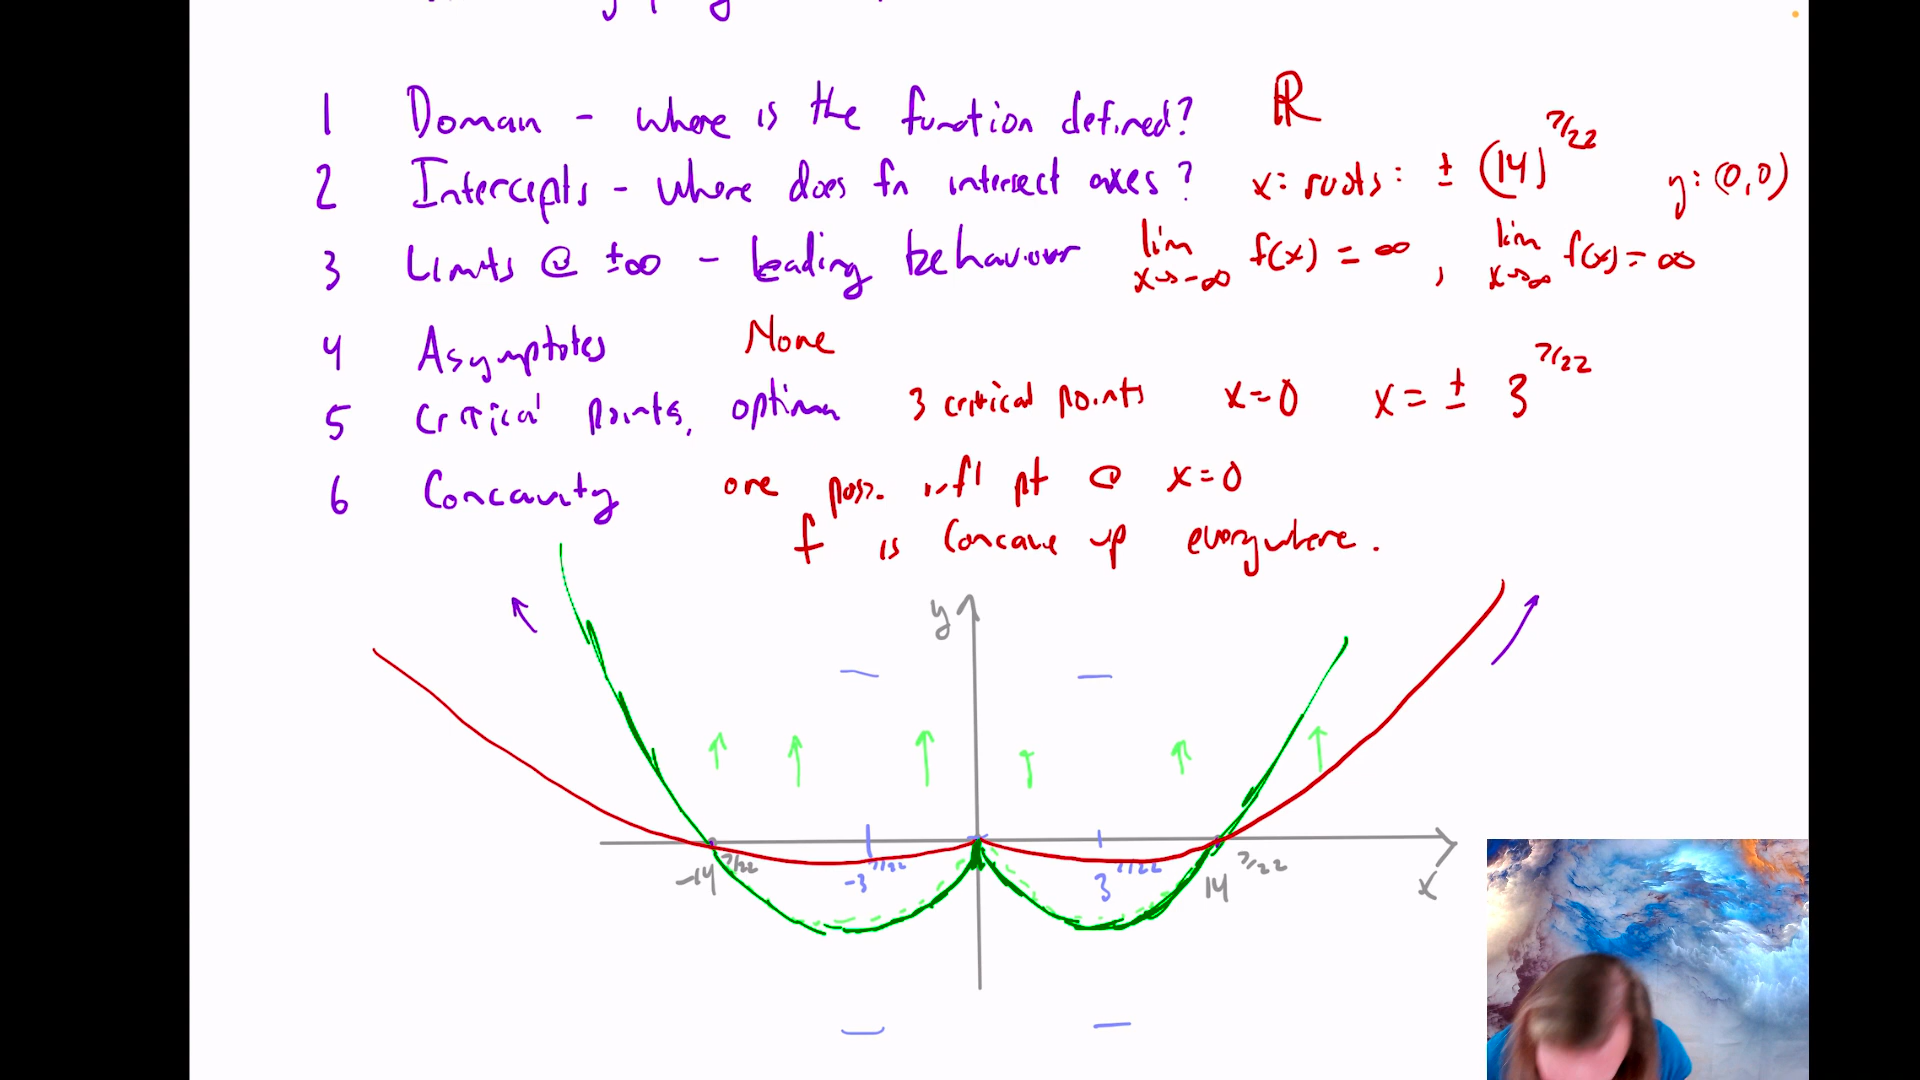 1 Doman - where is the function defined? ℝ
2 Intercepts - where does fn intersect axes? x: roots: ± (14)^7/22 y: (0,0)
3 Limits @ ±∞ - leading behaviour lim x→-∞ f(x) = ∞, lim x→∞ f(x) = ∞
4 Asymptotes None
5 Critical points, optima 3 critical points x=0 x = ± 3^7/22
6 Concavity one poss. infl pt @ x=0
f is concave up everywhere.
y
-14^7/22 -3^7/22 3^7/22 14^7/22 x